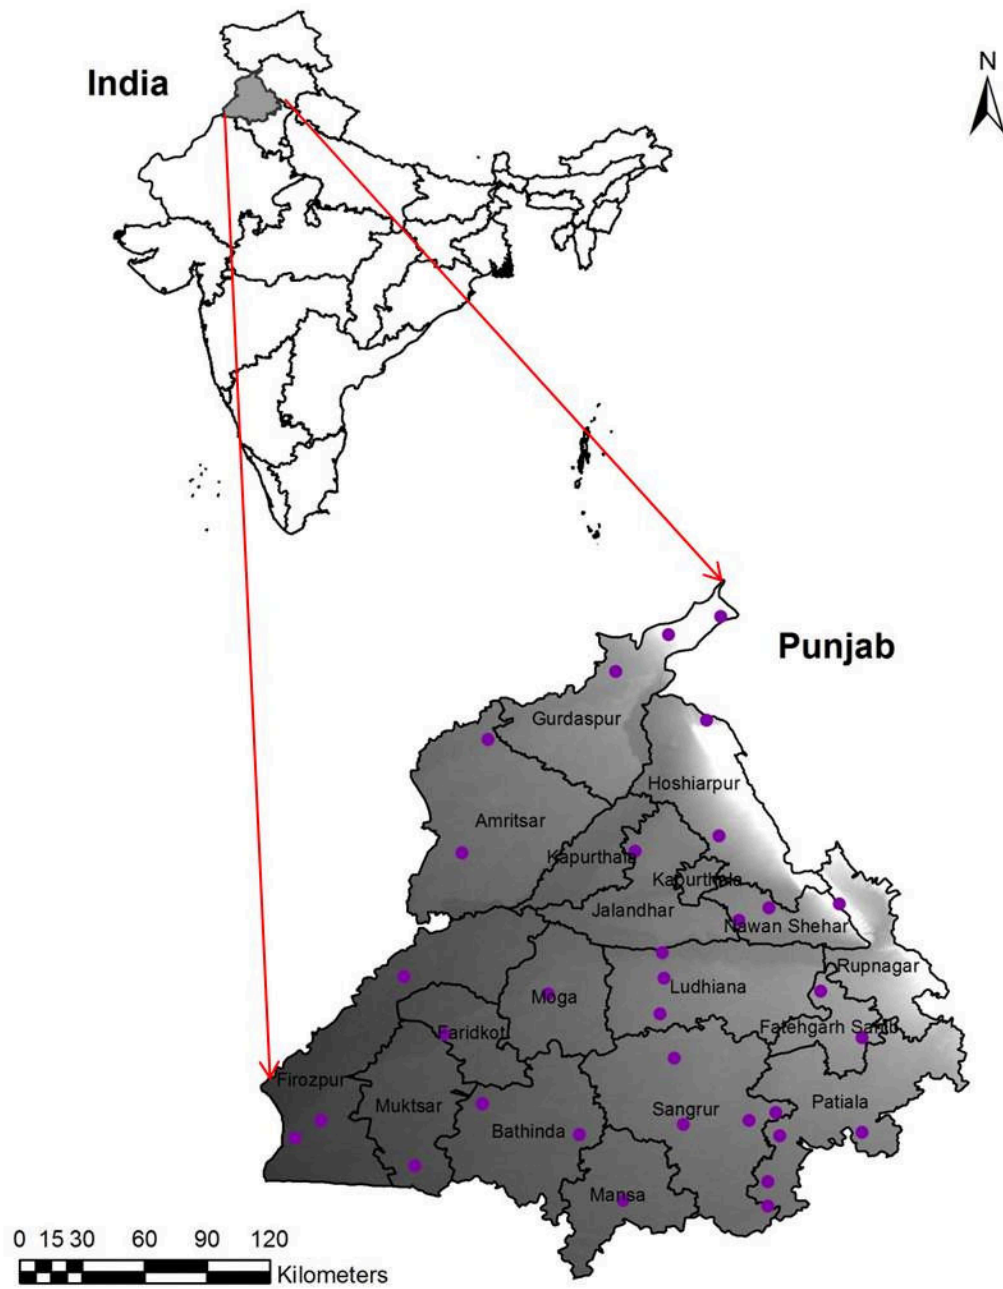 India
N
Punjab
Gurdaspur
Hoshiarpur
Amritsar
Kapurthala
Kapurthala
Jalandhar
Nawan Shehar
Rupnagar
Ludhiana
Moga
Fatehgarh Sahib
Faridkot
Firozpur
Muktsar
Sangrur
Patiala
Bathinda
Mansa
0 15 30 60 90 120
Kilometers